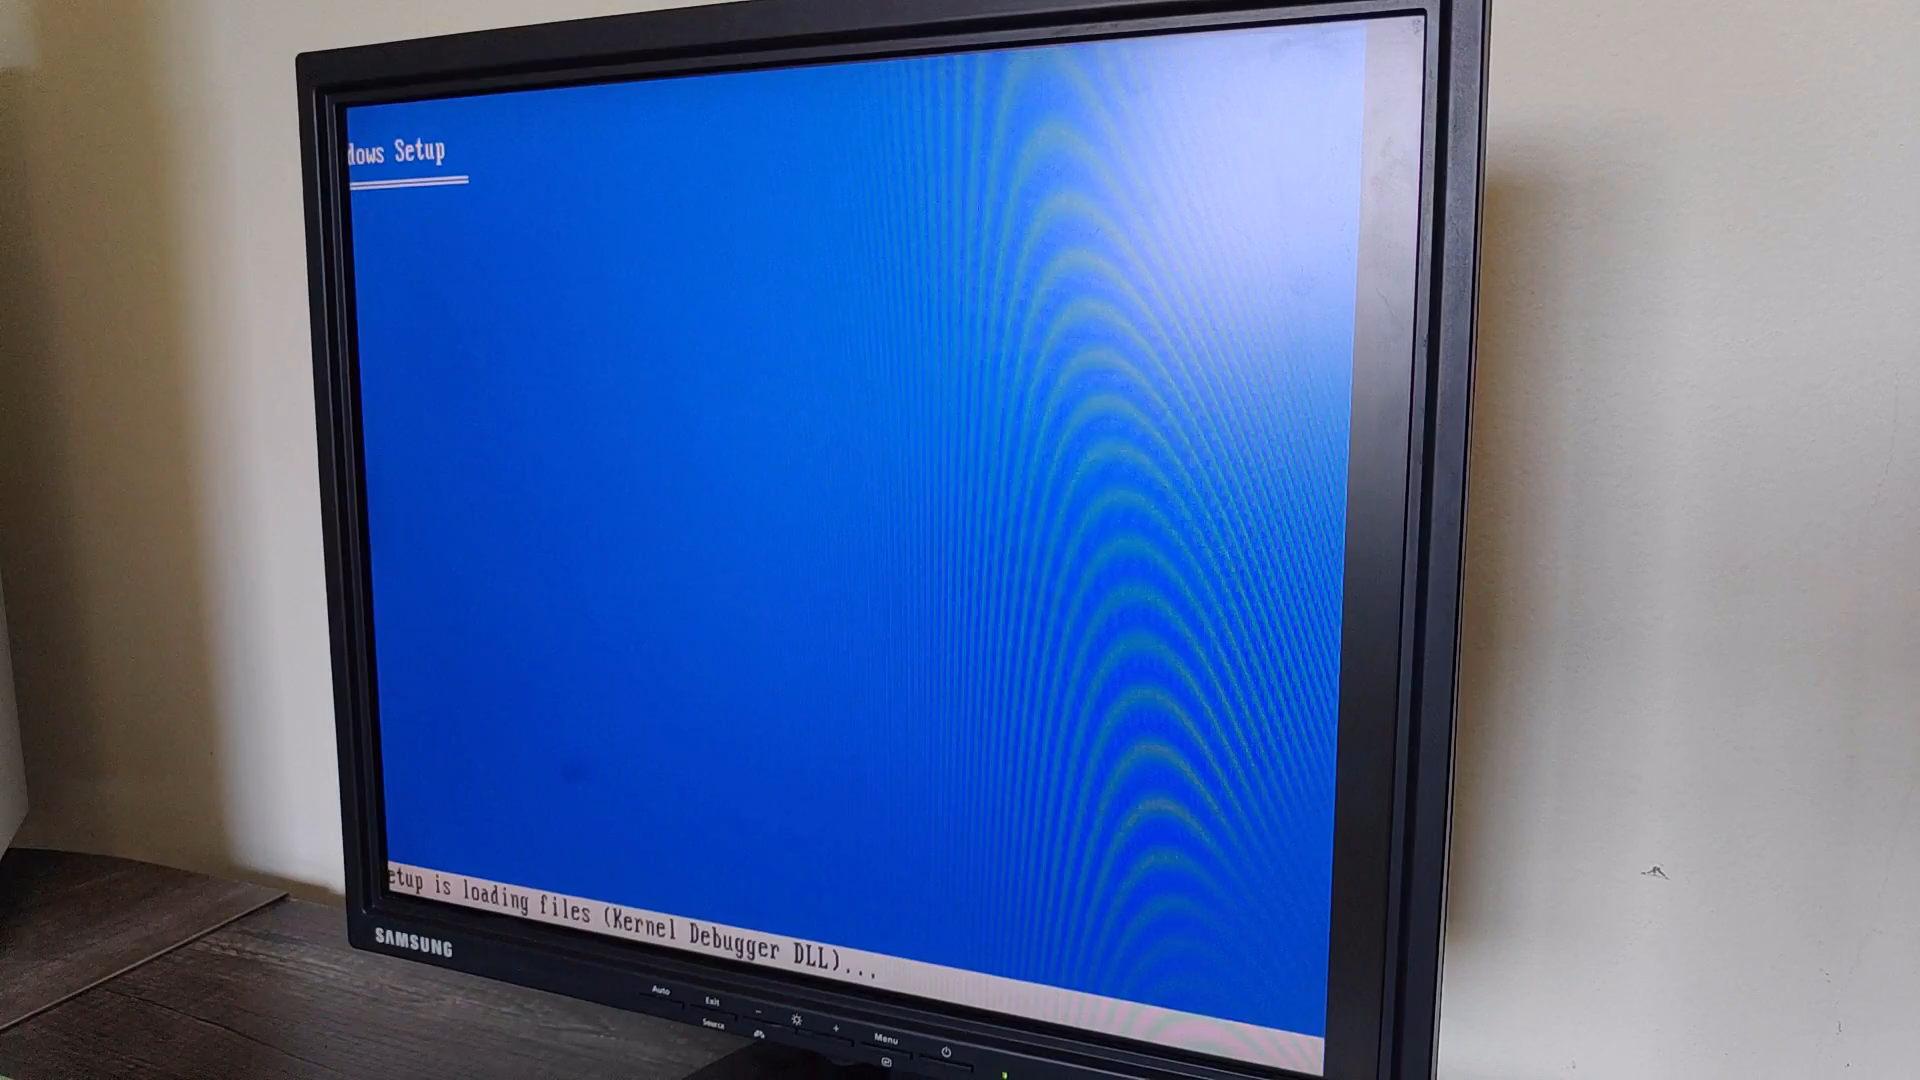 dows Setup
etup is loading files (Kernel Debugger DLL)...
SAMSUNG
Auto
Exit
Source
- +
Menu